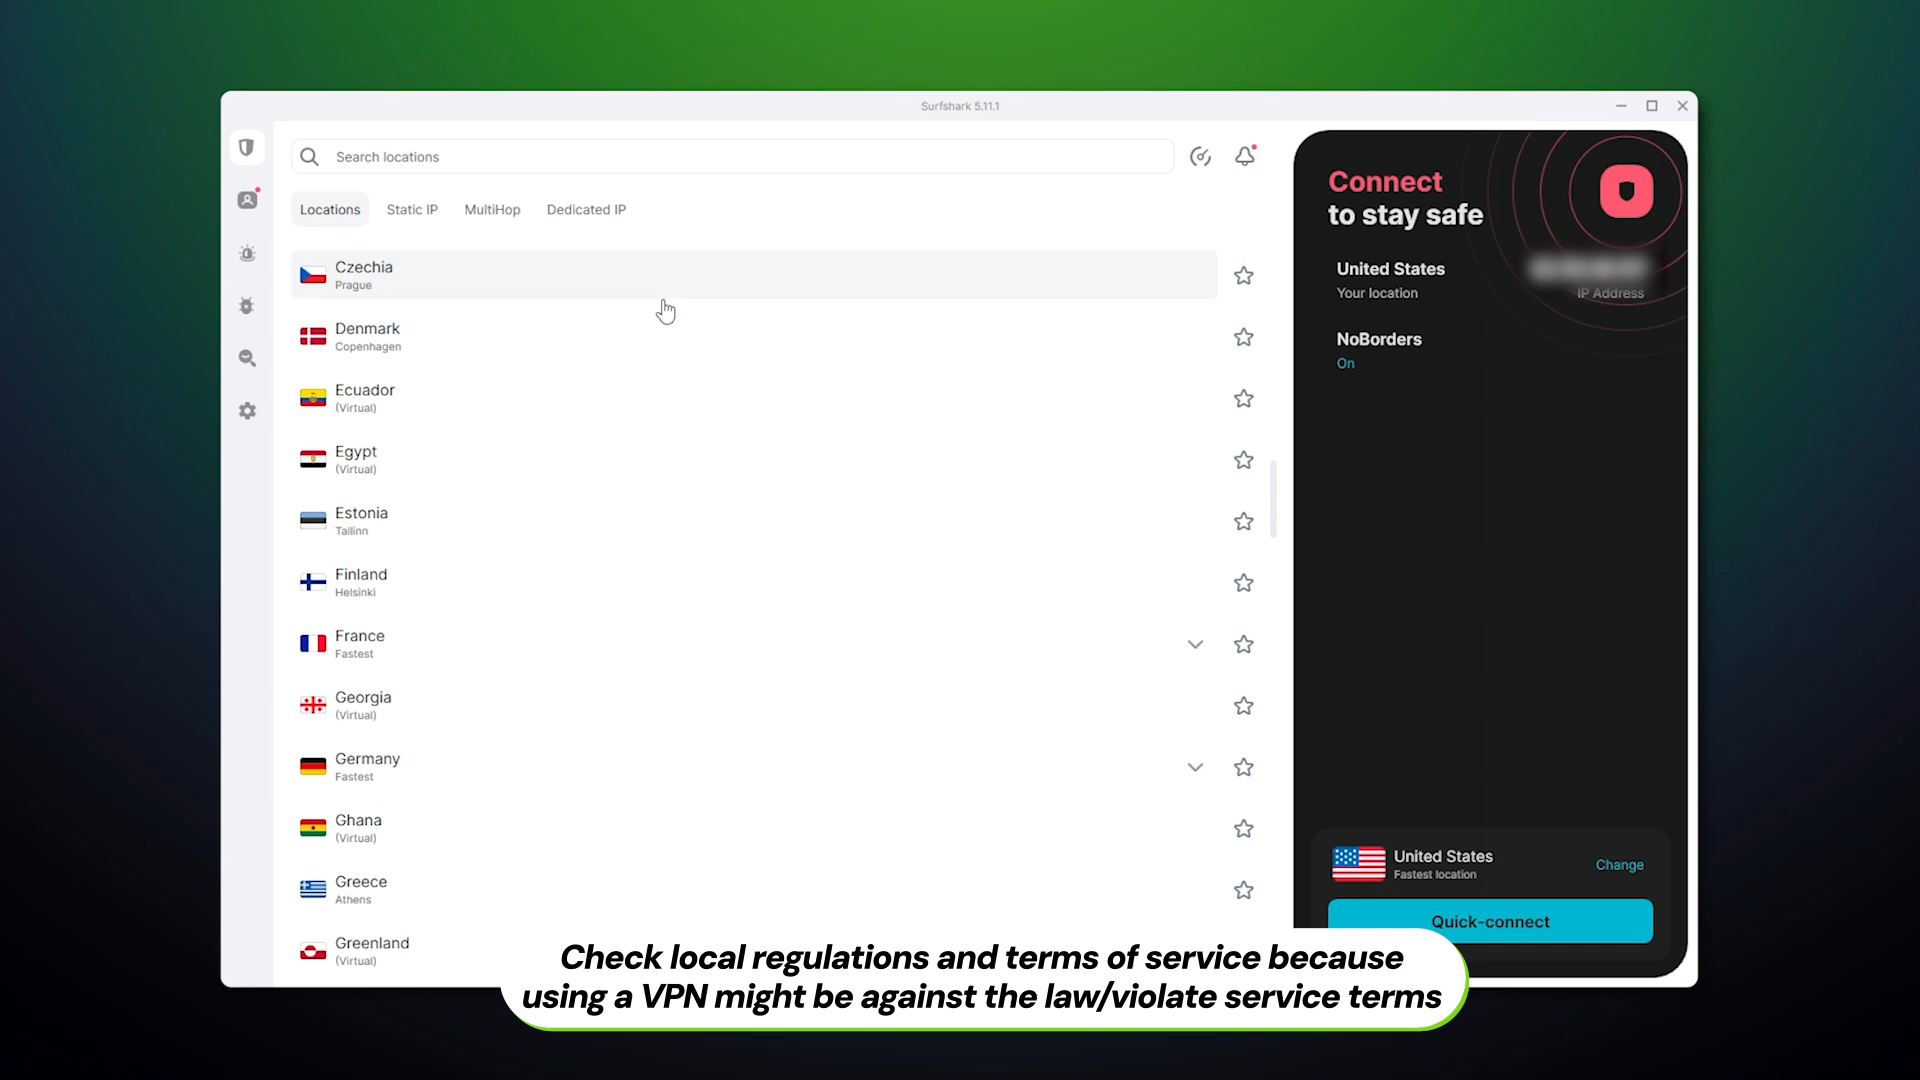 Surfshark 5.11.1
Search locations
Locations Static IP MultiHop Dedicated IP
Czechia
Prague
Denmark
Copenhagen
Ecuador
(Virtual)
Egypt
(Virtual)
Estonia
Tallinn
Finland
Helsinki
France
Fastest
Georgia
(Virtual)
Germany
Fastest
Ghana
(Virtual)
Greece
Athens
Greenland
(Virtual)
Connect
to stay safe
United States
Your location
IP Address
NoBorders
On
United States
Fastest location
Change
Quick-connect
Check local regulations and terms of service because
using a VPN might be against the law/violate service terms